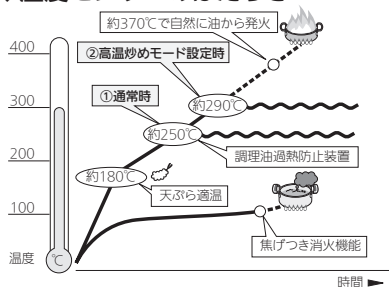 約370℃で自然に油から発火
②高温炒めモード設定時
400
①通常時
約290℃
300
約250℃
調理油過熱防止装置
200
約180℃
天ぷら適温
100
焦げつき消火機能
温度
℃
時間